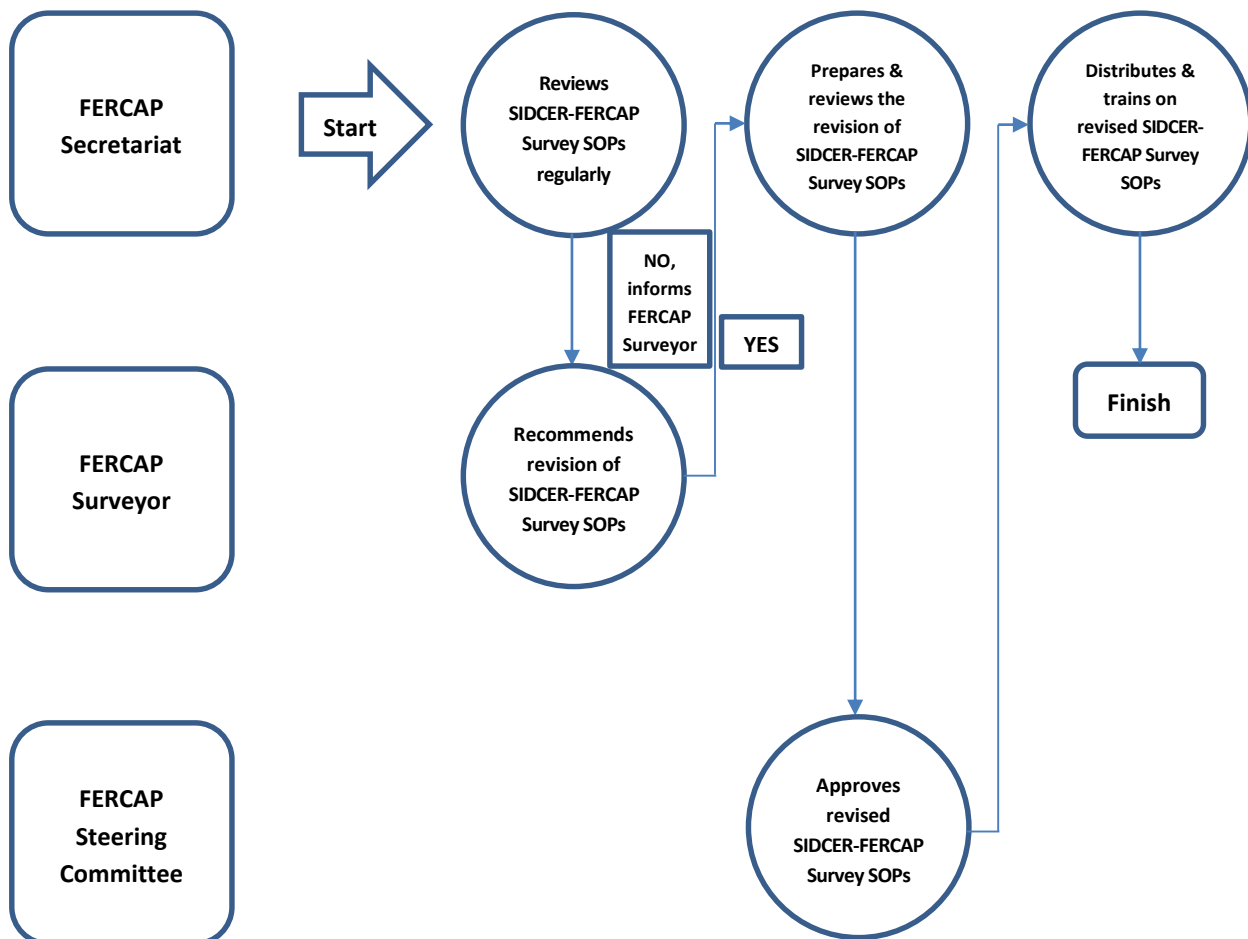 FERCAP
Secretariat
Start
Reviews
SIDCER-FERCAP
Survey SOPs
regularly
Prepares &
reviews the
revision of
SIDCER-FERCAP
Survey SOPs
Distributes &
trains on
revised SIDCER-
FERCAP Survey
SOPs
NO,
informs
FERCAP
Surveyor
YES
FERCAP
Surveyor
Recommends
revision of
SIDCER-FERCAP
Survey SOPs
Finish
FERCAP
Steering
Committee
Approves
revised
SIDCER-FERCAP
Survey SOPs